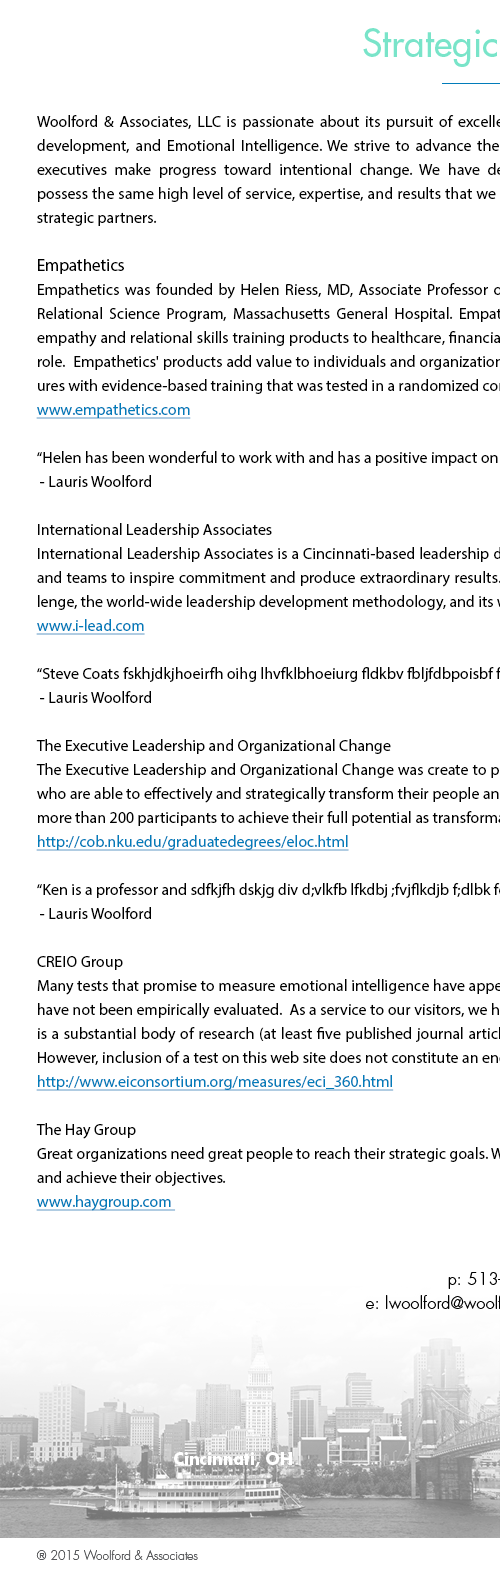 Strategic
Woolford & Associates, LLC is passionate about its pursuit of excelle
development, and Emotional Intelligence. We strive to advance the
executives make progress toward intentional change. We have de
possess the same high level of service, expertise, and results that we
strategic partners.
Empathetics
Empathetics was founded by Helen Riess, MD, Associate Professor o
Relational Science Program, Massachusetts General Hospital. Empat
empathy and relational skills training products to healthcare, financia
role.  Empathetics' products add value to individuals and organization
ures with evidence-based training that was tested in a randomized con
www.empathetics.com
“Helen has been wonderful to work with and has a positive impact on
- Lauris Woolford
International Leadership Associates
International Leadership Associates is a Cincinnati-based leadership d
and teams to inspire commitment and produce extraordinary results.
lenge, the world-wide leadership development methodology, and its w
www.i-lead.com
“Steve Coats fskhjdkjhoeirfh oihg lhvfklbhoeiurg fldkbv fbljfdbpoisbf f
- Lauris Woolford
The Executive Leadership and Organizational Change
The Executive Leadership and Organizational Change was create to p
who are able to effectively and strategically transform their people an
more than 200 participants to achieve their full potential as transforma
http://cob.nku.edu/graduatedegrees/eloc.html
“Ken is a professor and sdfkjfh dskjg div d;vlkfb lfkdbj ;fvjflkdjb f;dlbk f
- Lauris Woolford
CREIO Group
Many tests that promise to measure emotional intelligence have appe
have not been empirically evaluated.  As a service to our visitors, we h
is a substantial body of research (at least five published journal articl
However, inclusion of a test on this web site does not constitute an en
http://www.eiconsortium.org/measures/eci_360.html
The Hay Group
Great organizations need great people to reach their strategic goals. W
and achieve their objectives.
www.haygroup.com
p: 513-
e: lwoolford@woolf
Cincinnati, OH
® 2015 Woolford & Associates